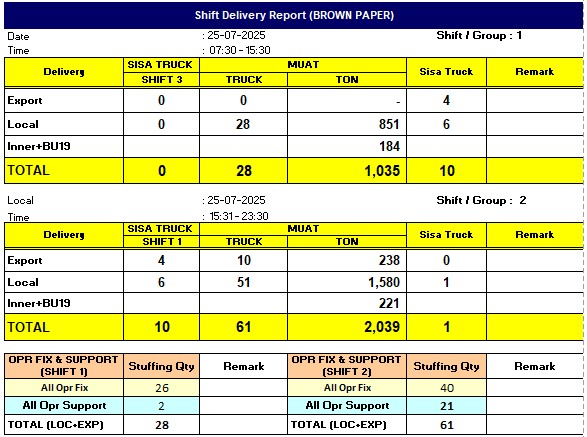 Shift Delivery Report (BROWN PAPER)
Date : 25-07-2025 Shift / Group : 1
Time : 07:30 - 15:30
Delivery SISA TRUCK SHIFT 3 MUAT TRUCK TON Sisa Truck Remark
Export 0 0 - 4
Local 0 28 851 6
Inner+BU19 184
TOTAL 0 28 1,035 10
Local : 25-07-2025 Shift / Group : 2
Time : 15:31 - 23:30
Delivery SISA TRUCK SHIFT 1 MUAT TRUCK TON Sisa Truck Remark
Export 4 10 238 0
Local 6 51 1,580 1
Inner+BU19 221
TOTAL 10 61 2,039 1
OPR FIX & SUPPORT (SHIFT 1) Stuffing Qty Remark OPR FIX & SUPPORT (SHIFT 2) Stuffing Qty Remark
All Opr Fix 26 All Opr Fix 40
All Opr Support 2 All Opr Support 21
TOTAL (LOC+EXP) 28 TOTAL (LOC+EXP) 61